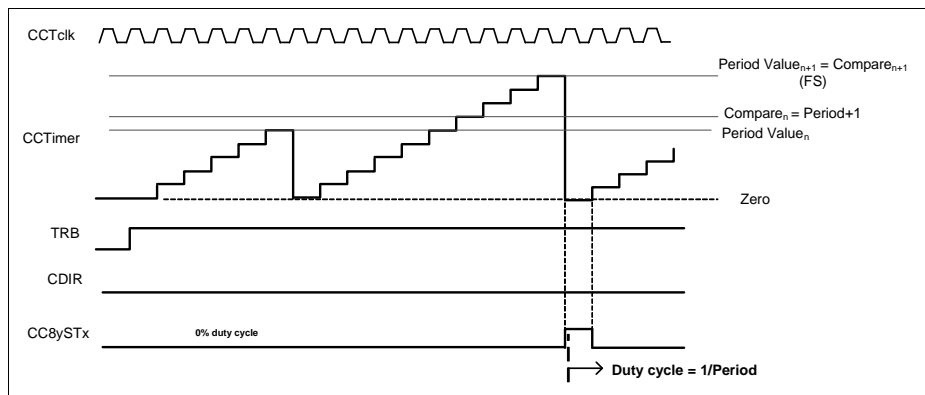 CCTclk
Period Valueₙ₊₁ = Compareₙ₊₁
(FS)
Compareₙ = Period+1
CCTimer
Period Valueₙ
Zero
TRB
CDIR
CC8ySTx
0% duty cycle
Duty cycle = 1/Period